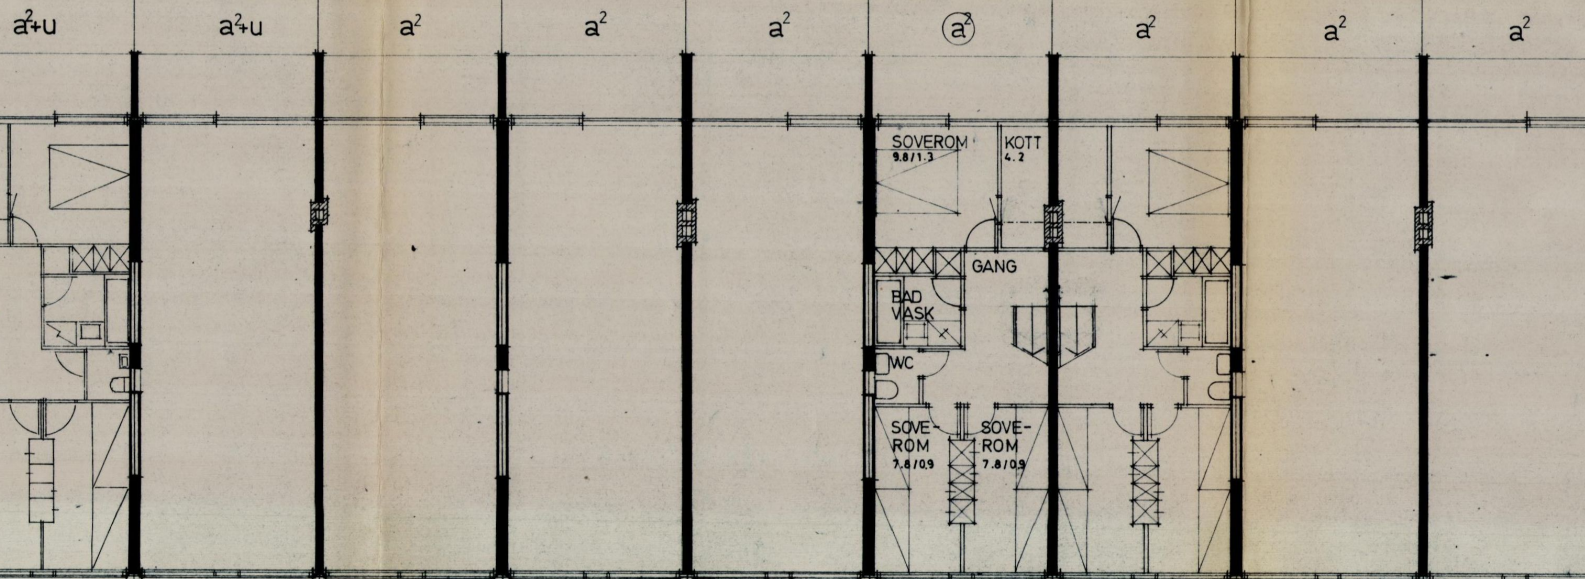 a²+u a²+u a² a² a² a² a² a² a²
SOVEROM
9.8/1.3
KOTT
4.2
GANG
BAD
VASK
WC
SOVE-
ROM
7.8/0.9
SOVE-
ROM
7.8/0.9